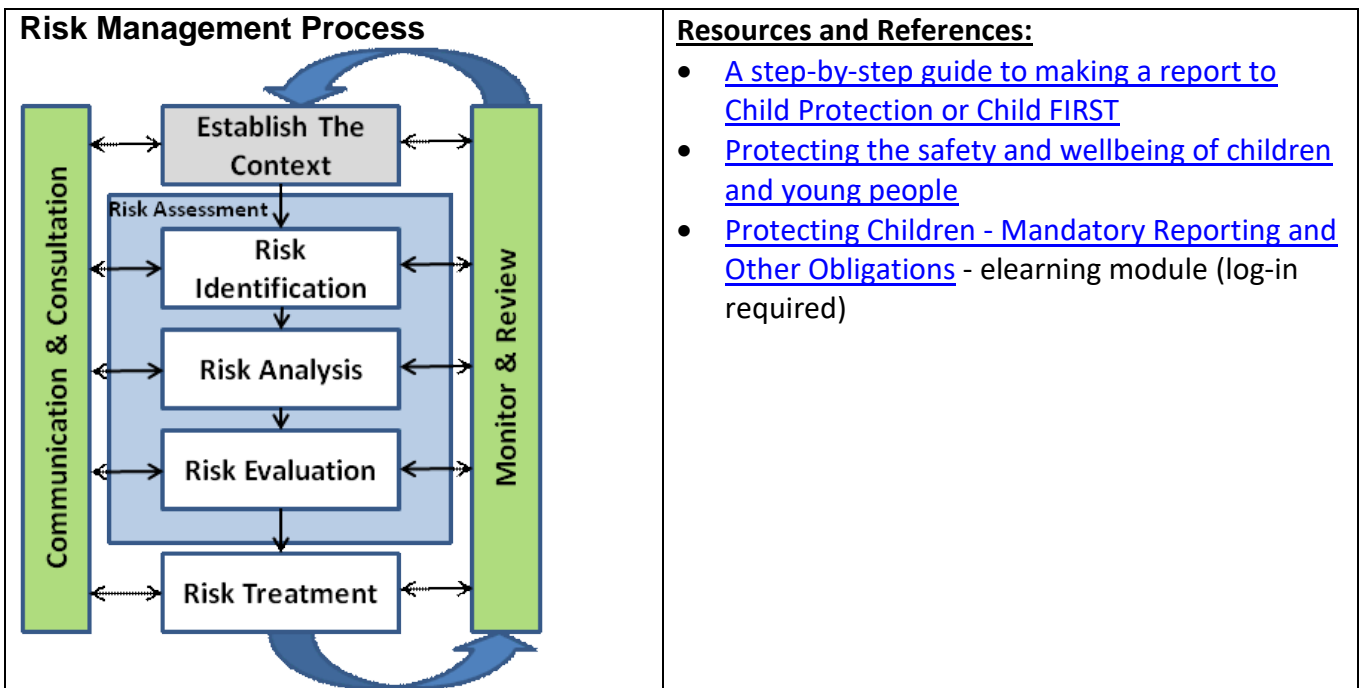 Risk Management Process
Communication & Consultation
Establish The
Context
Risk Assessment
Risk
Identification
Risk Analysis
Risk Evaluation
Risk Treatment
Monitor & Review
Resources and References:
• A step-by-step guide to making a report to
Child Protection or Child FIRST
• Protecting the safety and wellbeing of children
and young people
• Protecting Children - Mandatory Reporting and
Other Obligations - elearning module (log-in
required)